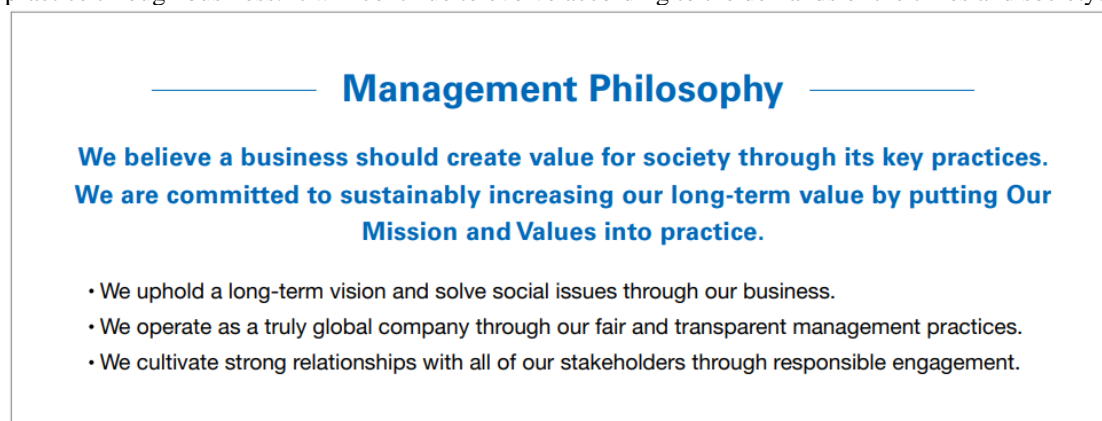 Management Philosophy
We believe a business should create value for society through its key practices.
We are committed to sustainably increasing our long-term value by putting Our
Mission and Values into practice.
• We uphold a long-term vision and solve social issues through our business.
• We operate as a truly global company through our fair and transparent management practices.
• We cultivate strong relationships with all of our stakeholders through responsible engagement.